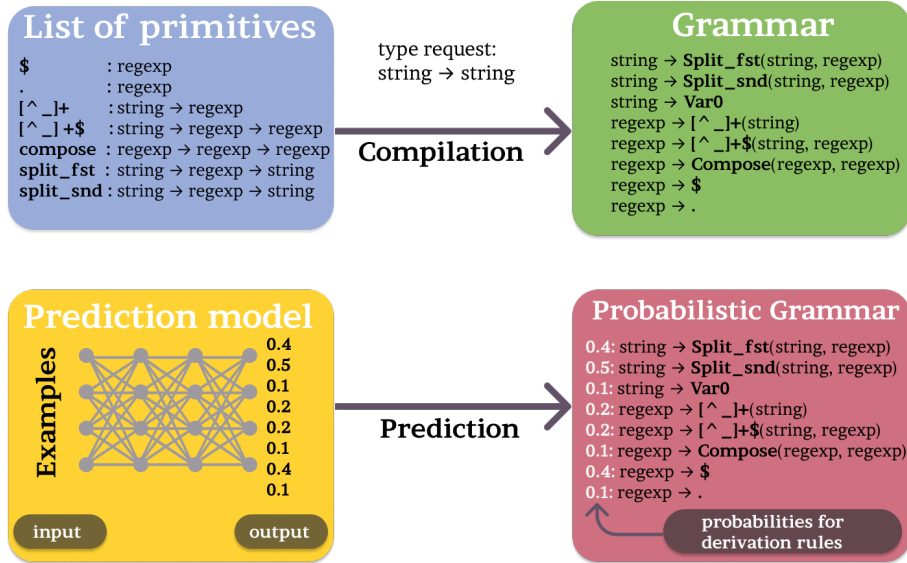 List of primitives
$ : regexp
. : regexp
[^_]+ : string → regexp
[^_]+$ : string → regexp → regexp
compose : regexp → regexp → regexp
split_fst : string → regexp → string
split_snd : string → regexp → string
type request:
string → string
Compilation
Grammar
string → Split_fst(string, regexp)
string → Split_snd(string, regexp)
string → Var0
regexp → [^_]+(string)
regexp → [^_]+$(string, regexp)
regexp → Compose(regexp, regexp)
regexp → $
regexp → .
Prediction model
Examples
0.4
0.5
0.1
0.2
0.2
0.1
0.4
0.1
input
output
Prediction
Probabilistic Grammar
0.4: string → Split_fst(string, regexp)
0.5: string → Split_snd(string, regexp)
0.1: string → Var0
0.2: regexp → [^_]+(string)
0.2: regexp → [^_]+$(string, regexp)
0.1: regexp → Compose(regexp, regexp)
0.4: regexp → $
0.1: regexp → .
probabilities for
derivation rules